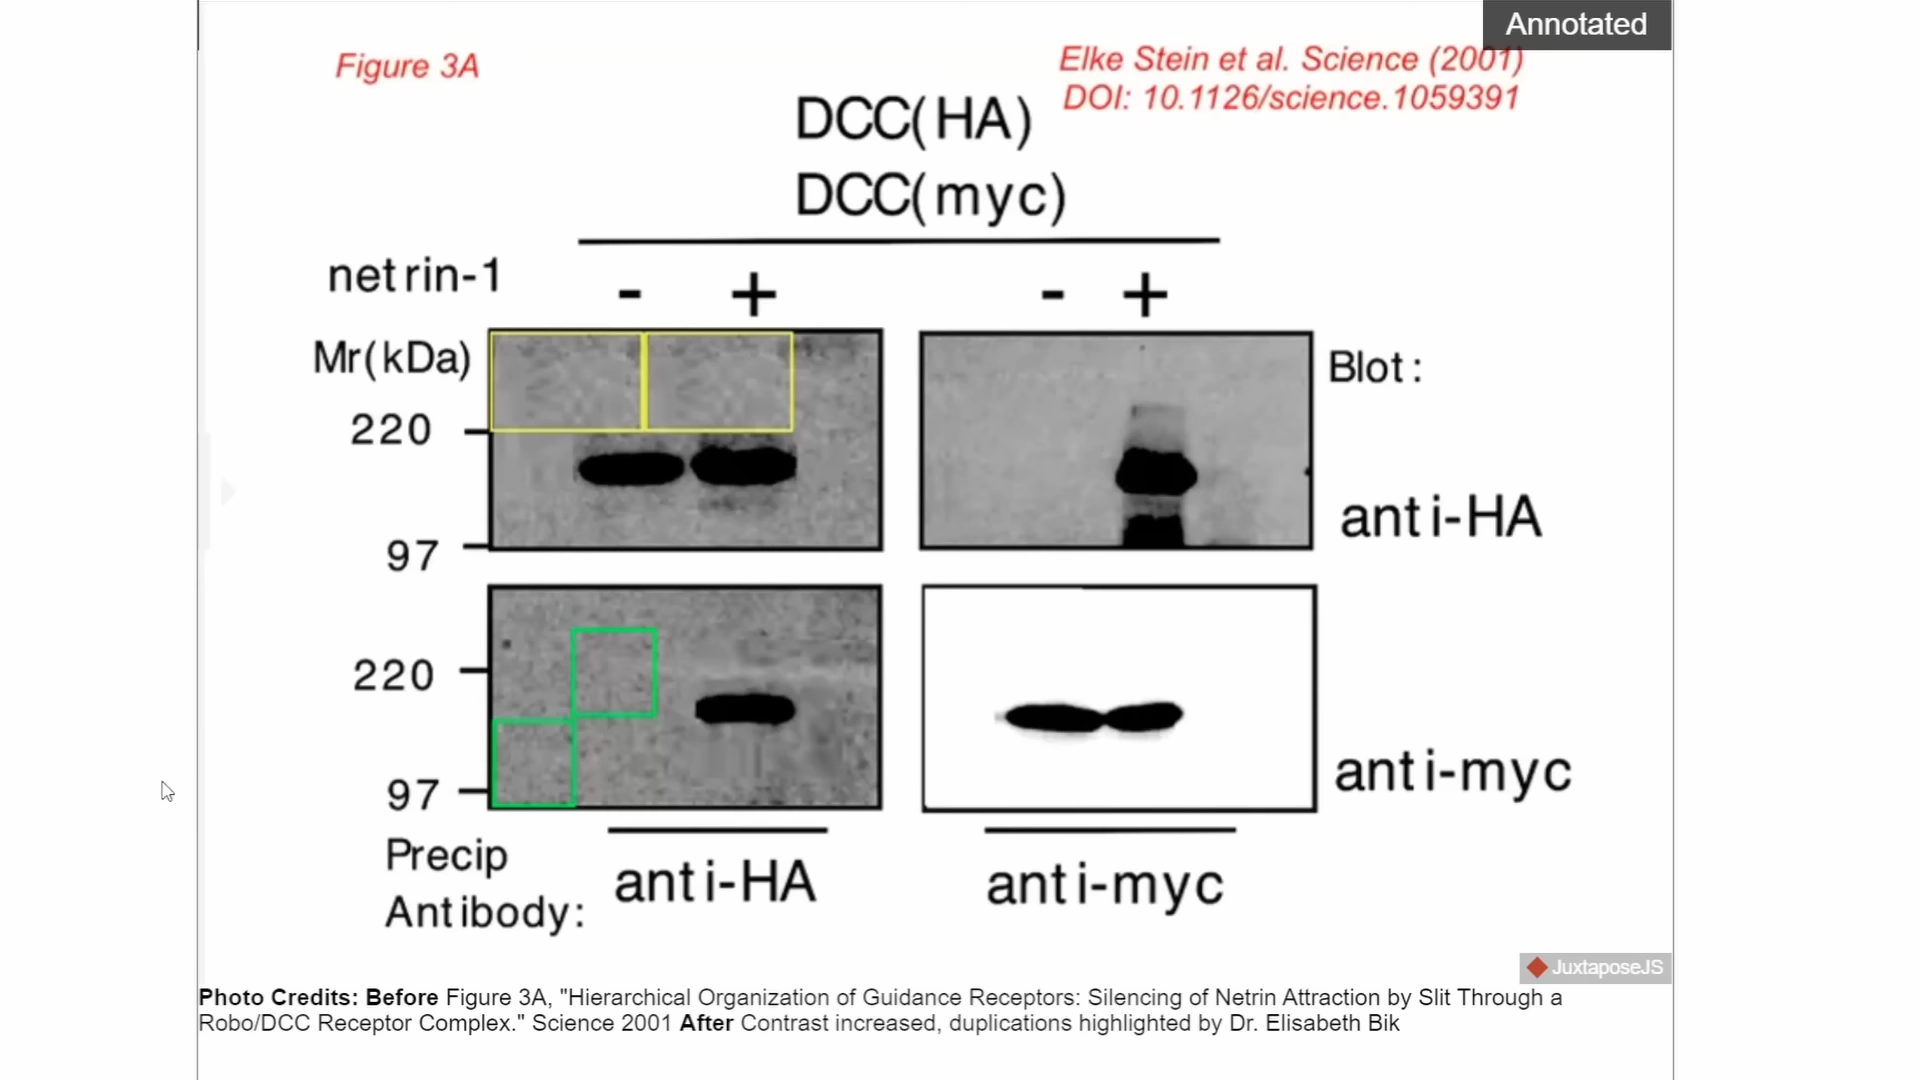 Annotated
Figure 3A
Elke Stein et al. Science (2001)
DOI: 10.1126/science.1059391
DCC(HA)
DCC(myc)
netrin-1
- +
- +
Mr(kDa)
220
97
Blot:
anti-HA
220
97
anti-myc
Precip
Antibody:
anti-HA
anti-myc
JuxtaposeJS
Photo Credits: Before Figure 3A, "Hierarchical Organization of Guidance Receptors: Silencing of Netrin Attraction by Slit Through a
Robo/DCC Receptor Complex." Science 2001 After Contrast increased, duplications highlighted by Dr. Elisabeth Bik